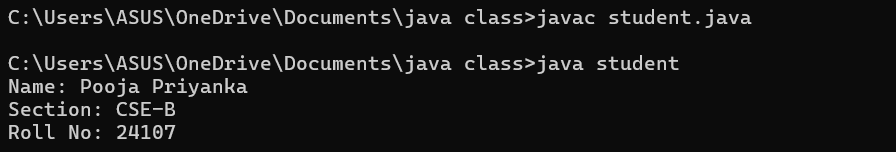 C:\Users\ASUS\OneDrive\Documents\java class>javac student.java
C:\Users\ASUS\OneDrive\Documents\java class>java student
Name: Pooja Priyanka
Section: CSE-B
Roll No: 24107